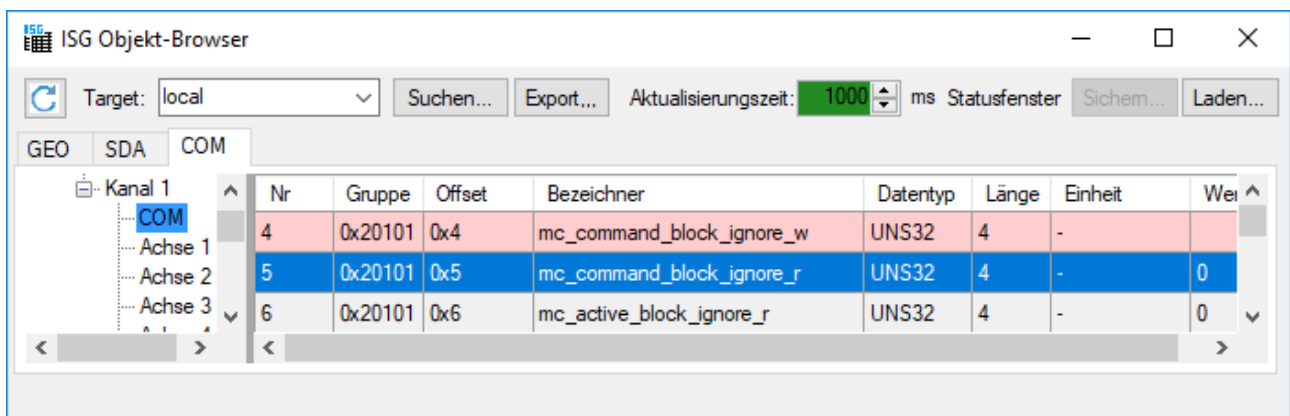 ISG Objekt-Browser
Target: local Suchen... Export,,, Aktualisierungszeit: 1000 ms Statusfenster Sichern... Laden...
GEO SDA COM
Kanal 1
COM
Achse 1
Achse 2
Achse 3
Nr Gruppe Offset Bezeichner Datentyp Länge Einheit Wer
4 0x20101 0x4 mc_command_block_ignore_w UNS32 4 -
5 0x20101 0x5 mc_command_block_ignore_r UNS32 4 - 0
6 0x20101 0x6 mc_active_block_ignore_r UNS32 4 - 0